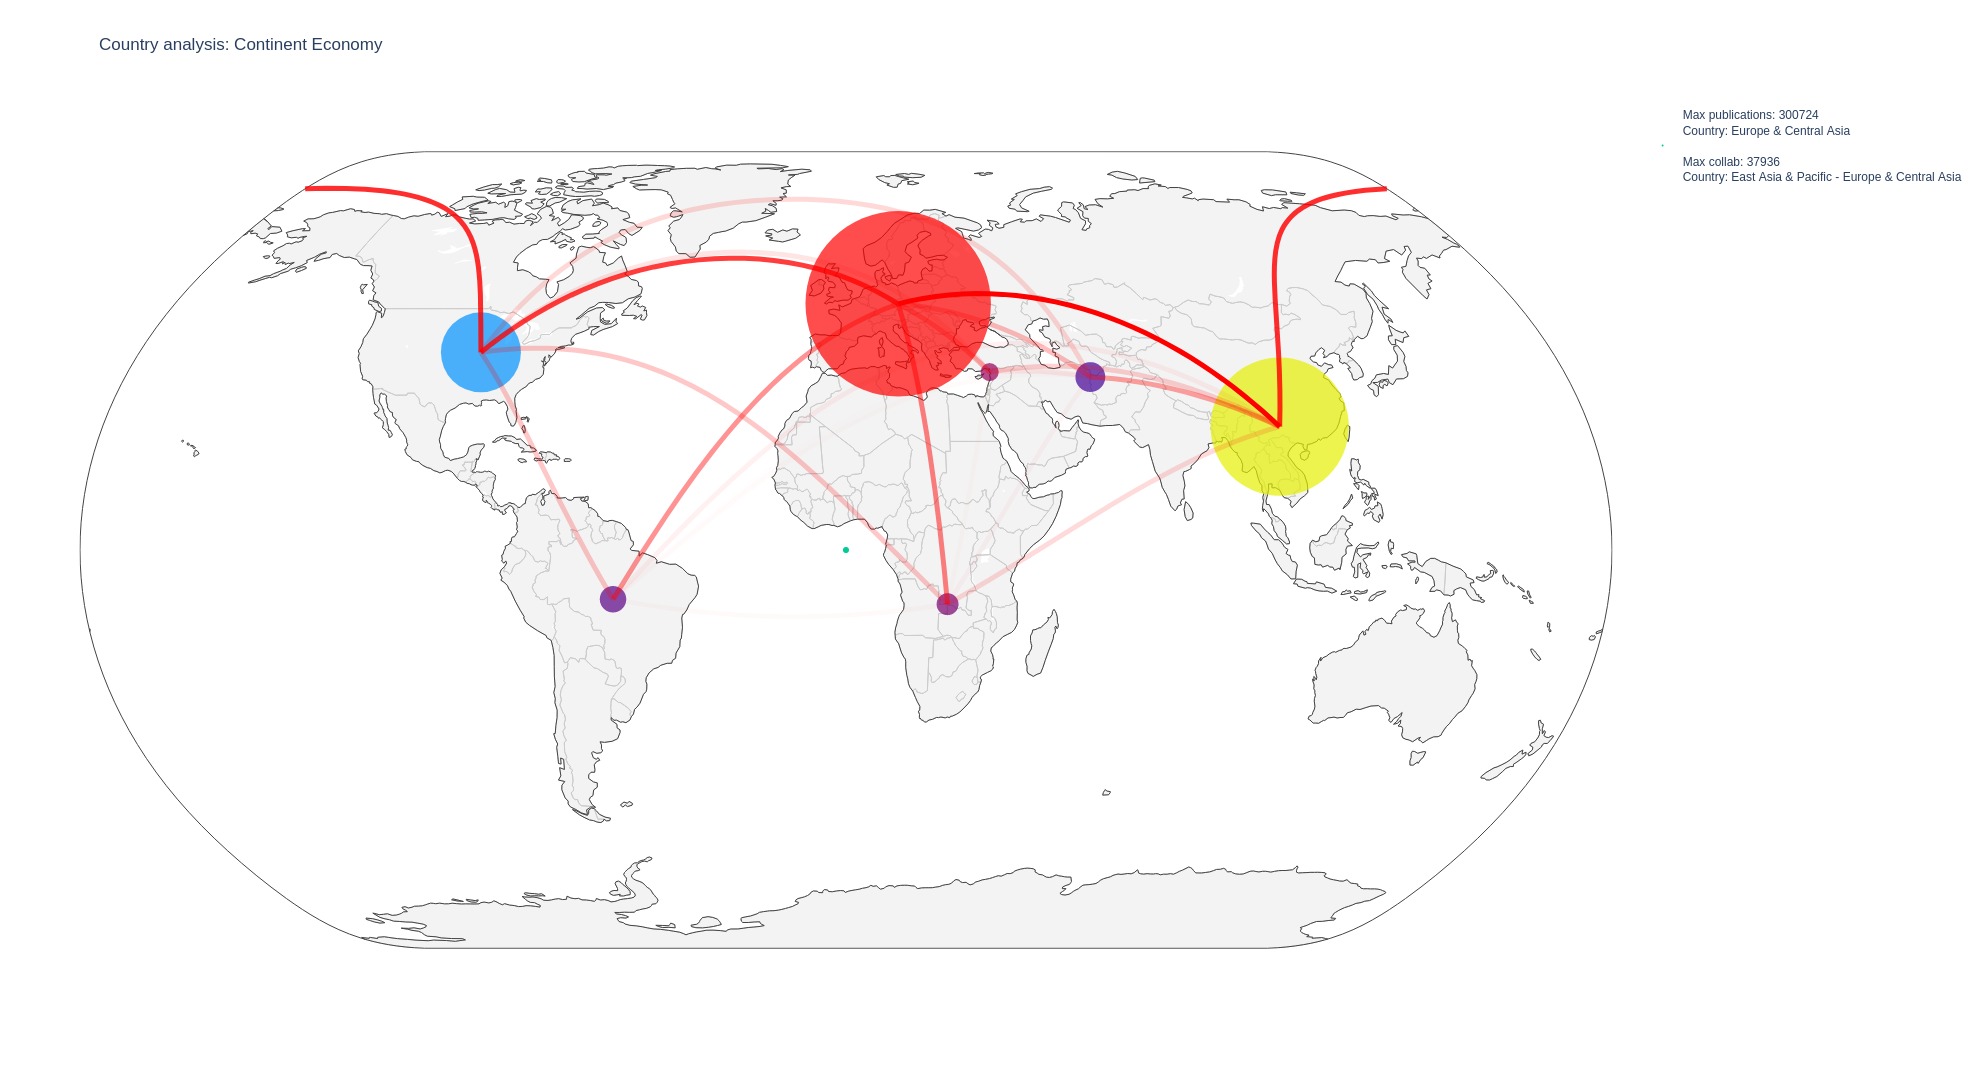 Country analysis: Continent Economy
Max publications: 300724
Country: Europe & Central Asia
Max collab: 37936
Country: East Asia & Pacific - Europe & Central Asia